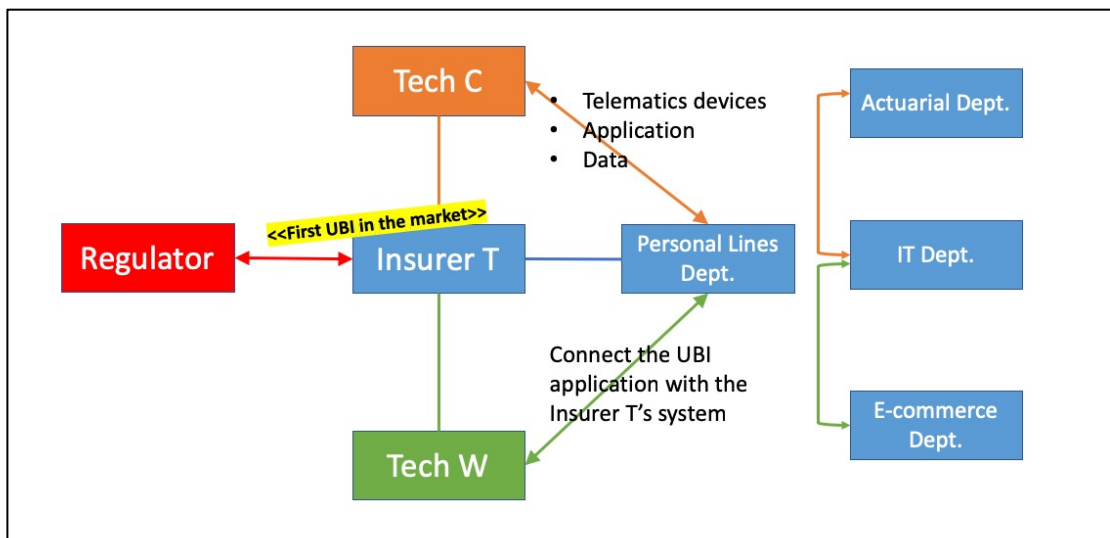 Tech C
• Telematics devices
• Application
• Data
Actuarial Dept.
<<First UBI in the market>>
Regulator
Insurer T
Personal Lines
Dept.
IT Dept.
Connect the UBI
application with the
Insurer T’s system
Tech W
E-commerce
Dept.